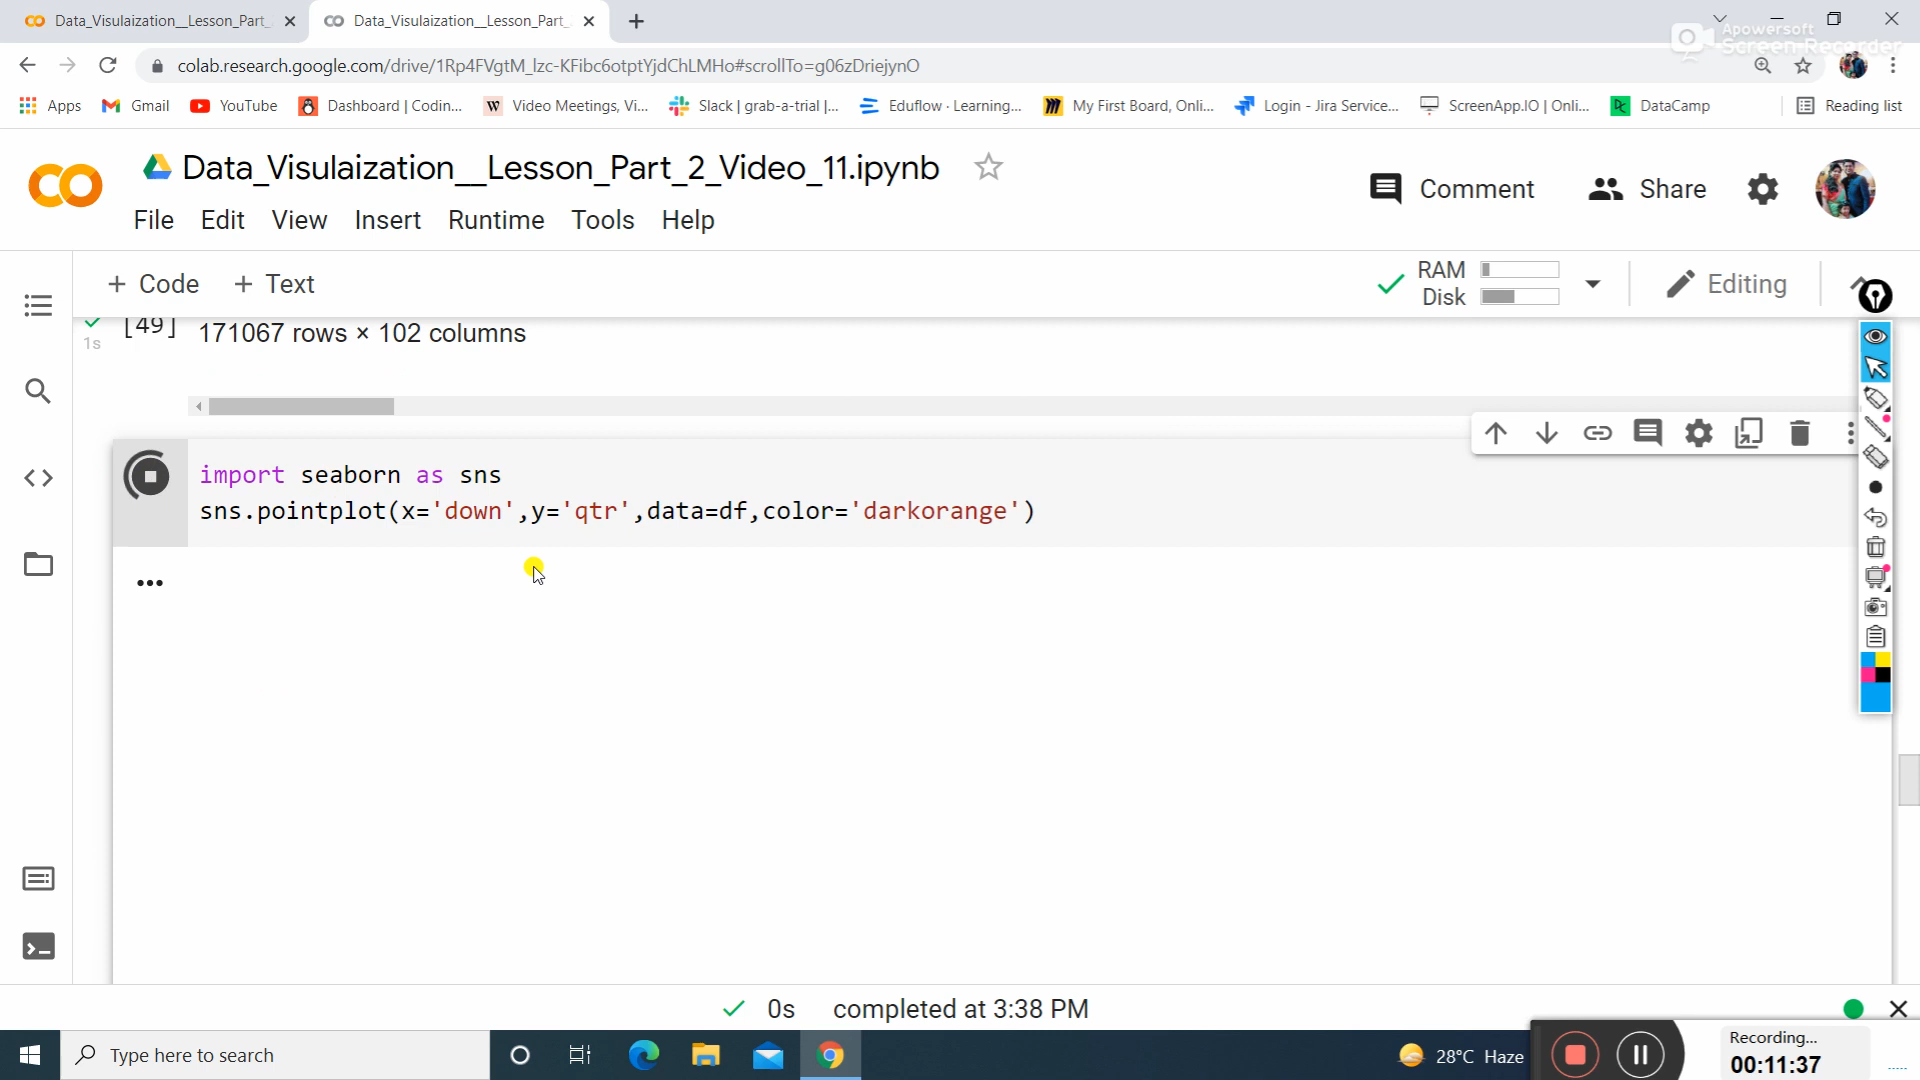 Data_Visulaization__Lesson_Part_
Data_Visulaization__Lesson_Part_
Apowersoft
Screen Recorder
colab.research.google.com/drive/1Rp4FVgtM_lzc-KFibc6otptYjdChLMHo#scrollTo=g06zDriejynO
Apps
Gmail
YouTube
Dashboard | Codin...
Video Meetings, Vi...
Slack | grab-a-trial |...
Eduflow - Learning...
My First Board, Onli...
Login - Jira Service...
ScreenApp.IO | Onli...
DataCamp
Reading list
Data_Visulaization__Lesson_Part_2_Video_11.ipynb
Comment
Share
File Edit View Insert Runtime Tools Help
+ Code + Text
RAM
Disk
Editing
[49] 171067 rows × 102 columns
1s
import seaborn as sns
sns.pointplot(x='down',y='qtr',data=df,color='darkorange')
0s completed at 3:38 PM
Type here to search
28°C Haze
Recording...
00:11:37